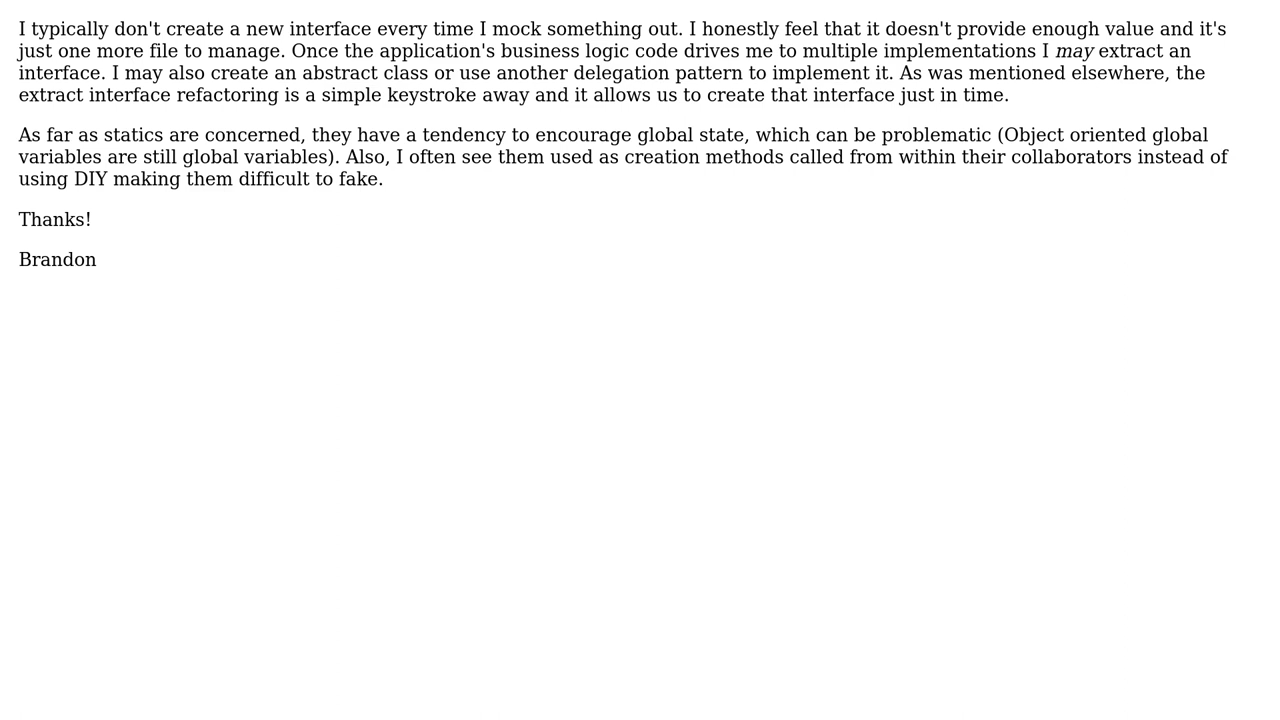 I typically don't create a new interface every time I mock something out. I honestly feel that it doesn't provide enough value and it's
just one more file to manage. Once the application's business logic code drives me to multiple implementations I may extract an
interface. I may also create an abstract class or use another delegation pattern to implement it. As was mentioned elsewhere, the
extract interface refactoring is a simple keystroke away and it allows us to create that interface just in time.
As far as statics are concerned, they have a tendency to encourage global state, which can be problematic (Object oriented global
variables are still global variables). Also, I often see them used as creation methods called from within their collaborators instead of
using DIY making them difficult to fake.
Thanks!
Brandon